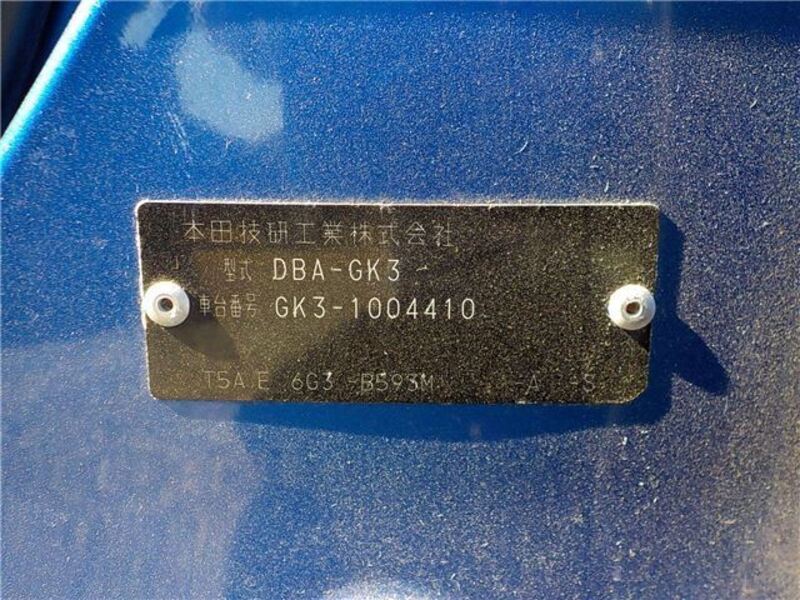 本田技研工業株式会社
型式 DBA-GK3
車台番号 GK3-1004410
T5A E 6G3 -B593M -A -S